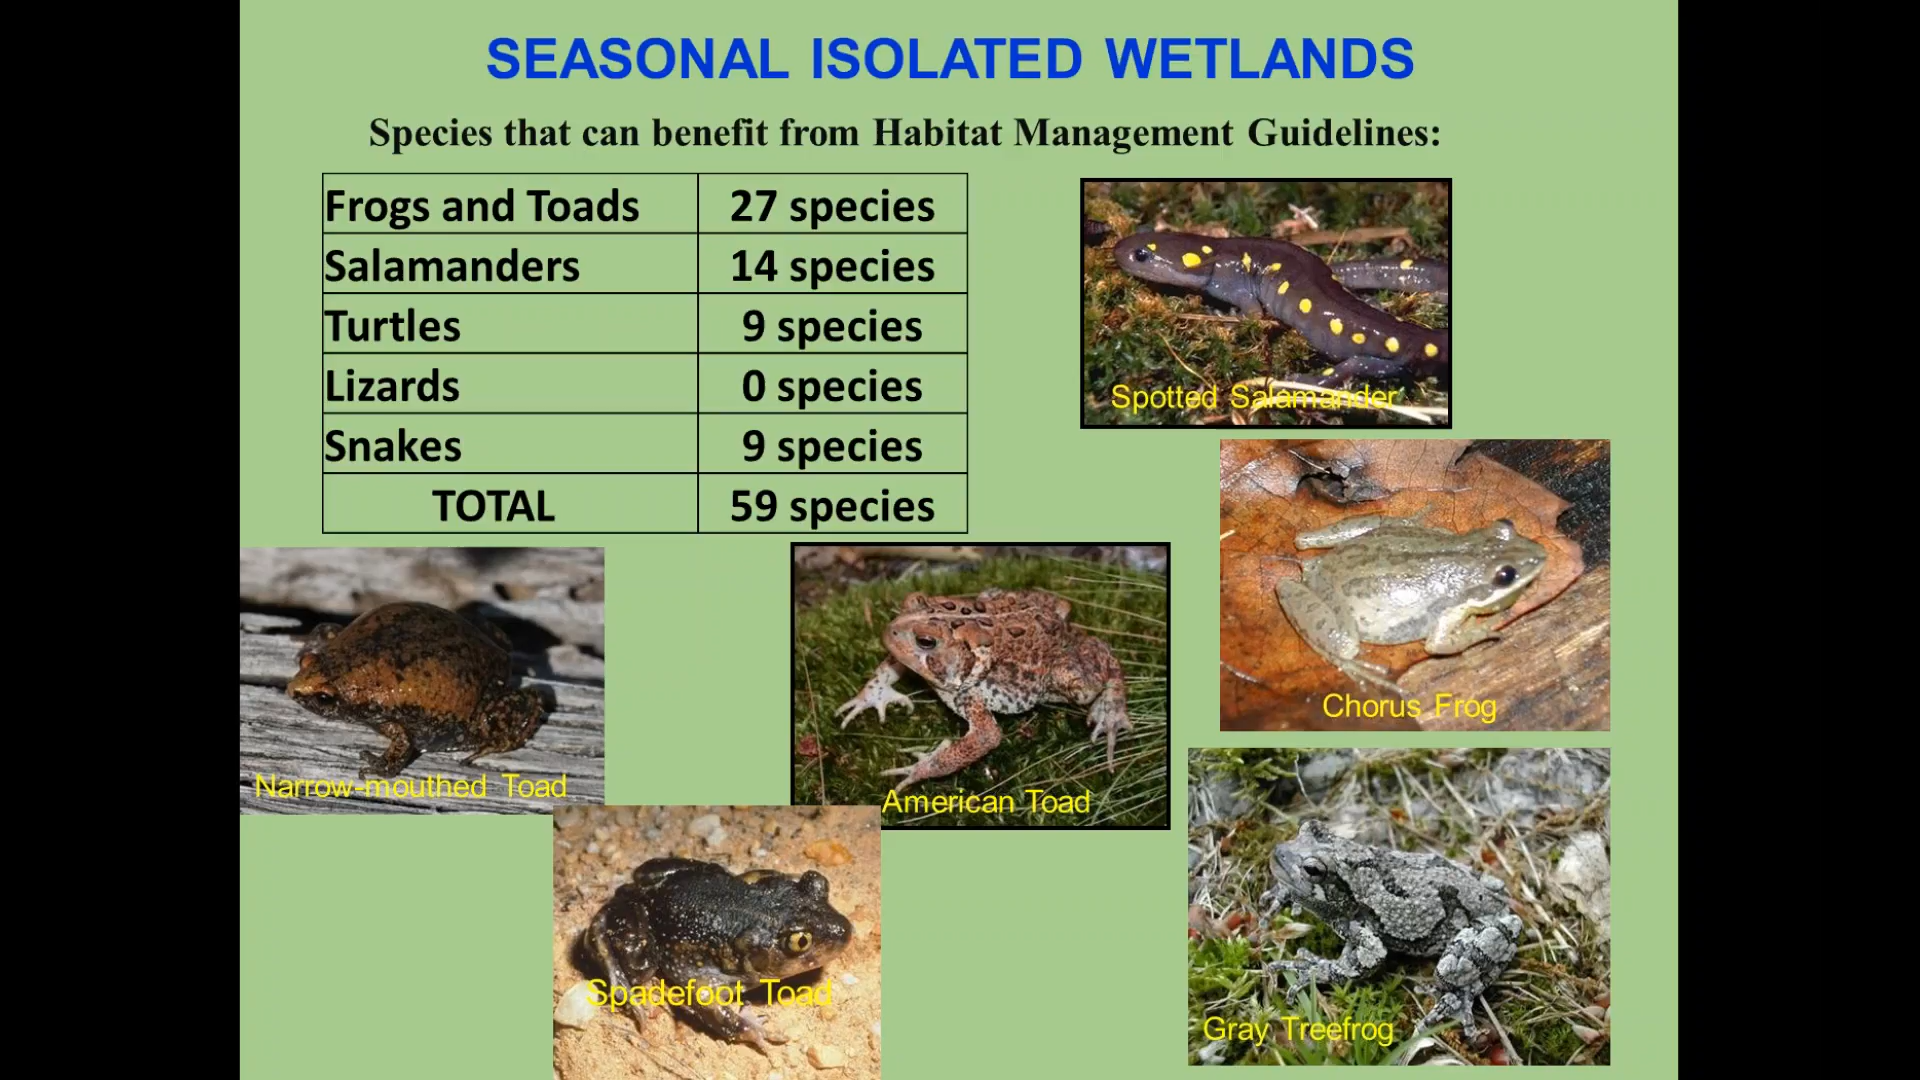 SEASONAL ISOLATED WETLANDS
Species that can benefit from Habitat Management Guidelines:
Frogs and Toads 27 species
Salamanders 14 species
Turtles 9 species
Lizards 0 species
Snakes 9 species
TOTAL 59 species
Spotted Salamander
Chorus Frog
Narrow-mouthed Toad
American Toad
Spadefoot Toad
Gray Treefrog